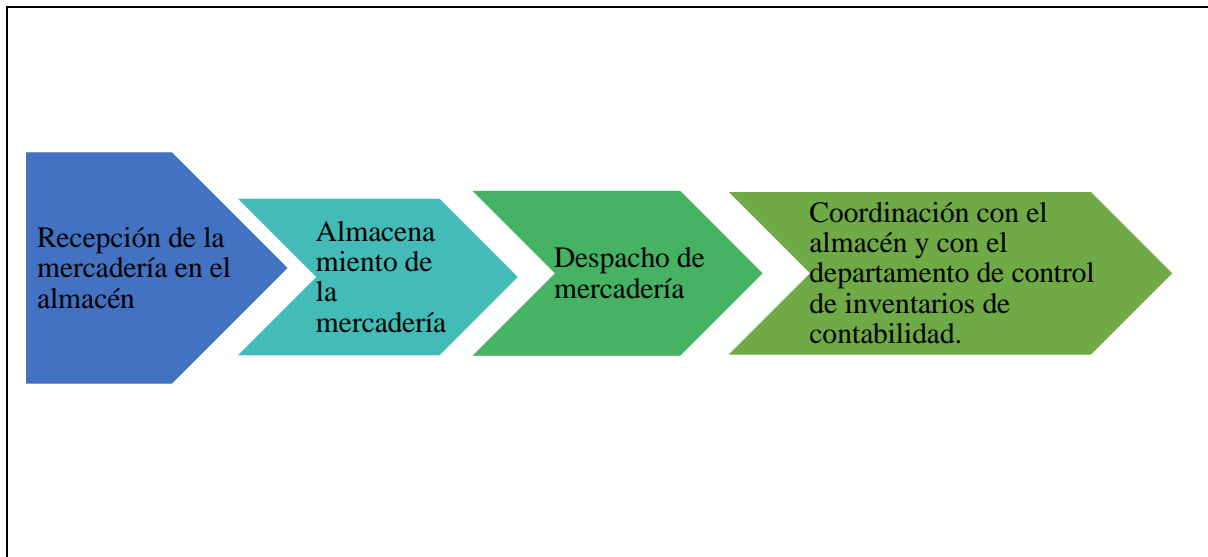 Recepción de la
mercadería en el
almacén
Almacena
miento de
la
mercadería
Despacho de
mercadería
Coordinación con el
almacén y con el
departamento de control
de inventarios de
contabilidad.